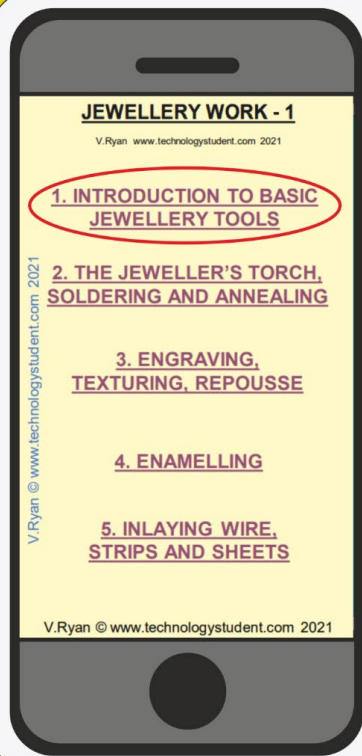 JEWELLERY WORK - 1
V.Ryan www.technologystudent.com 2021
1. INTRODUCTION TO BASIC
JEWELLERY TOOLS
2. THE JEWELLER'S TORCH,
SOLDERING AND ANNEALING
3. ENGRAVING,
TEXTURING, REPOUSSE
4. ENAMELLING
5. INLAYING WIRE,
STRIPS AND SHEETS
V.Ryan © www.technologystudent.com 2021
V.Ryan © www.technologystudent.com 2021